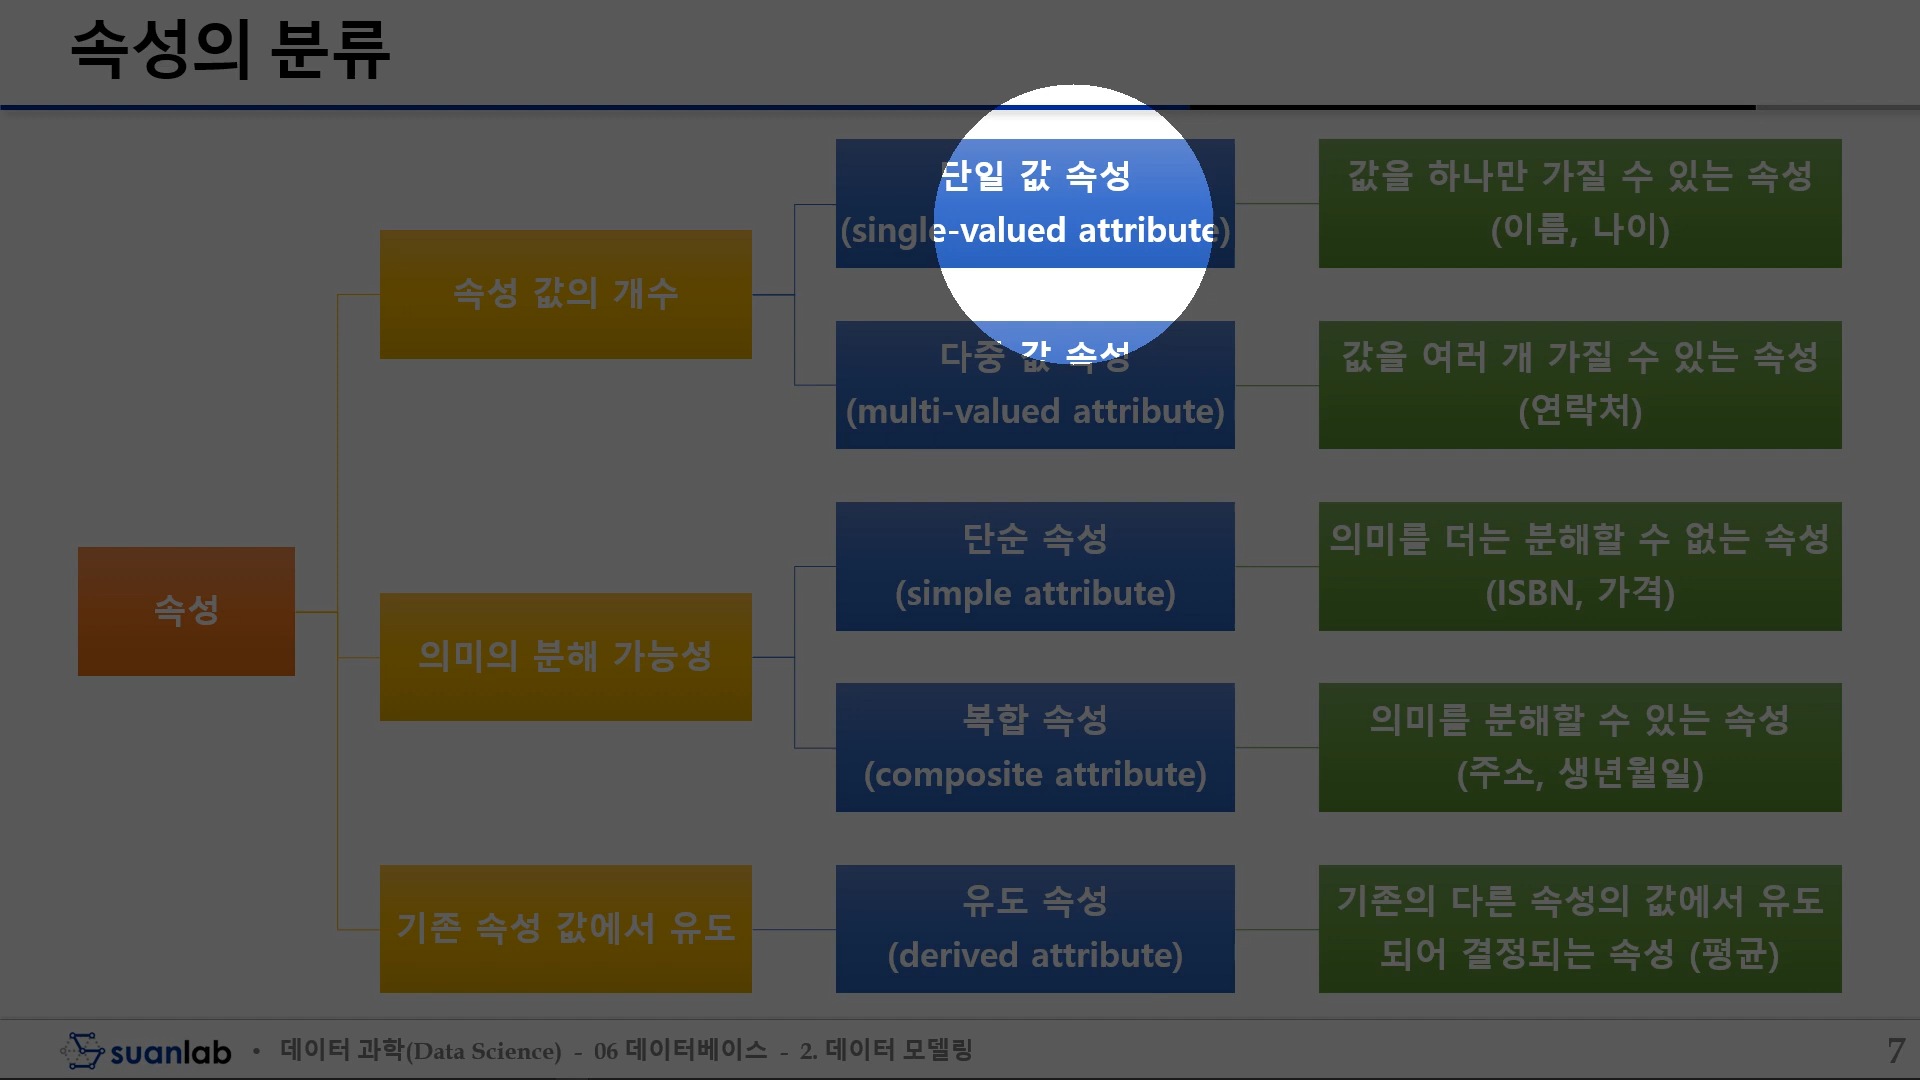 속성의 분류
단일 값 속성
(single-valued attribute)
값을 하나만 가질 수 있는 속성
(이름, 나이)
속성 값의 개수
다중 값 속성
(multi-valued attribute)
값을 여러 개 가질 수 있는 속성
(연락처)
단순 속성
(simple attribute)
의미를 더는 분해할 수 없는 속성
(ISBN, 가격)
속성
의미의 분해 가능성
복합 속성
(composite attribute)
의미를 분해할 수 있는 속성
(주소, 생년월일)
기존 속성 값에서 유도
유도 속성
(derived attribute)
기존의 다른 속성의 값에서 유도
되어 결정되는 속성 (평균)
suanlab • 데이터 과학(Data Science) - 06 데이터베이스 - 2. 데이터 모델링
7